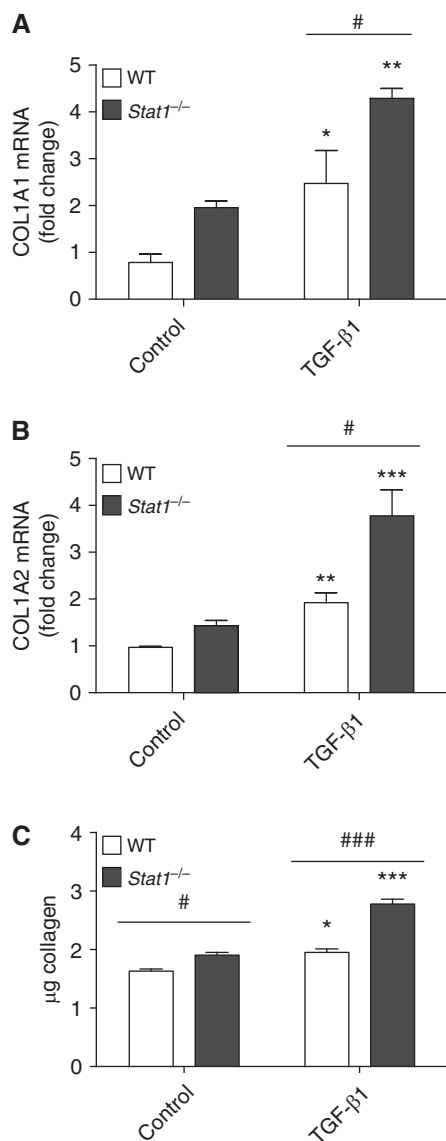 A
#
WT
Stat1–/–
**
*
COL1A1 mRNA
(fold change)
5
4
3
2
1
0
Control
TGF-β1
B
#
WT
Stat1–/–
***
**
COL1A2 mRNA
(fold change)
5
4
3
2
1
0
Control
TGF-β1
C
###
WT
Stat1–/–
***
#
*
µg collagen
4
3
2
1
0
Control
TGF-β1